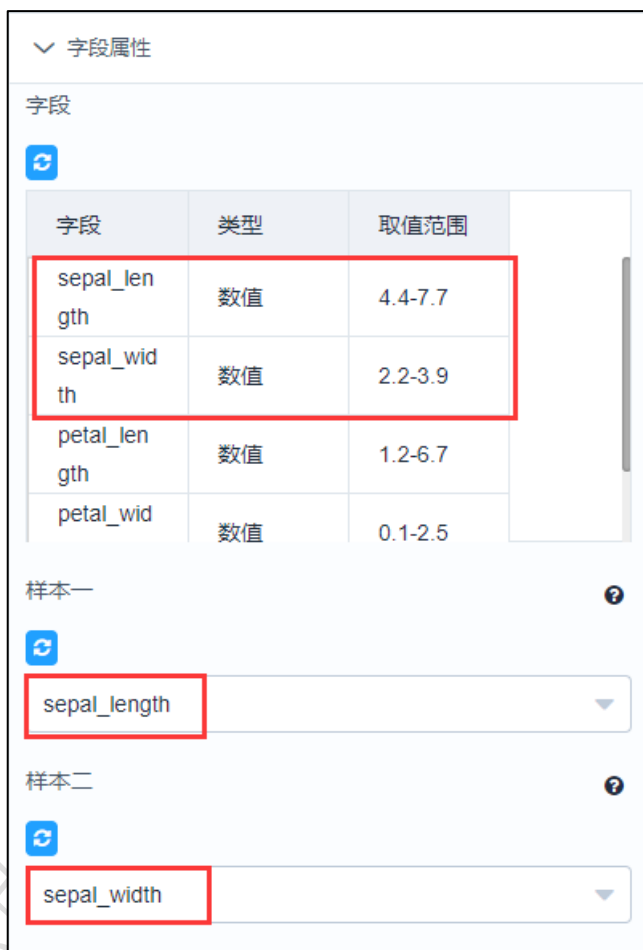 字段属性
字段
字段 类型 取值范围
sepal_len
gth
数值 4.4-7.7
sepal_wid
th
数值 2.2-3.9
petal_len
gth
数值 1.2-6.7
petal_wid
数值 0.1-2.5
样本一
sepal_length
样本二
sepal_width